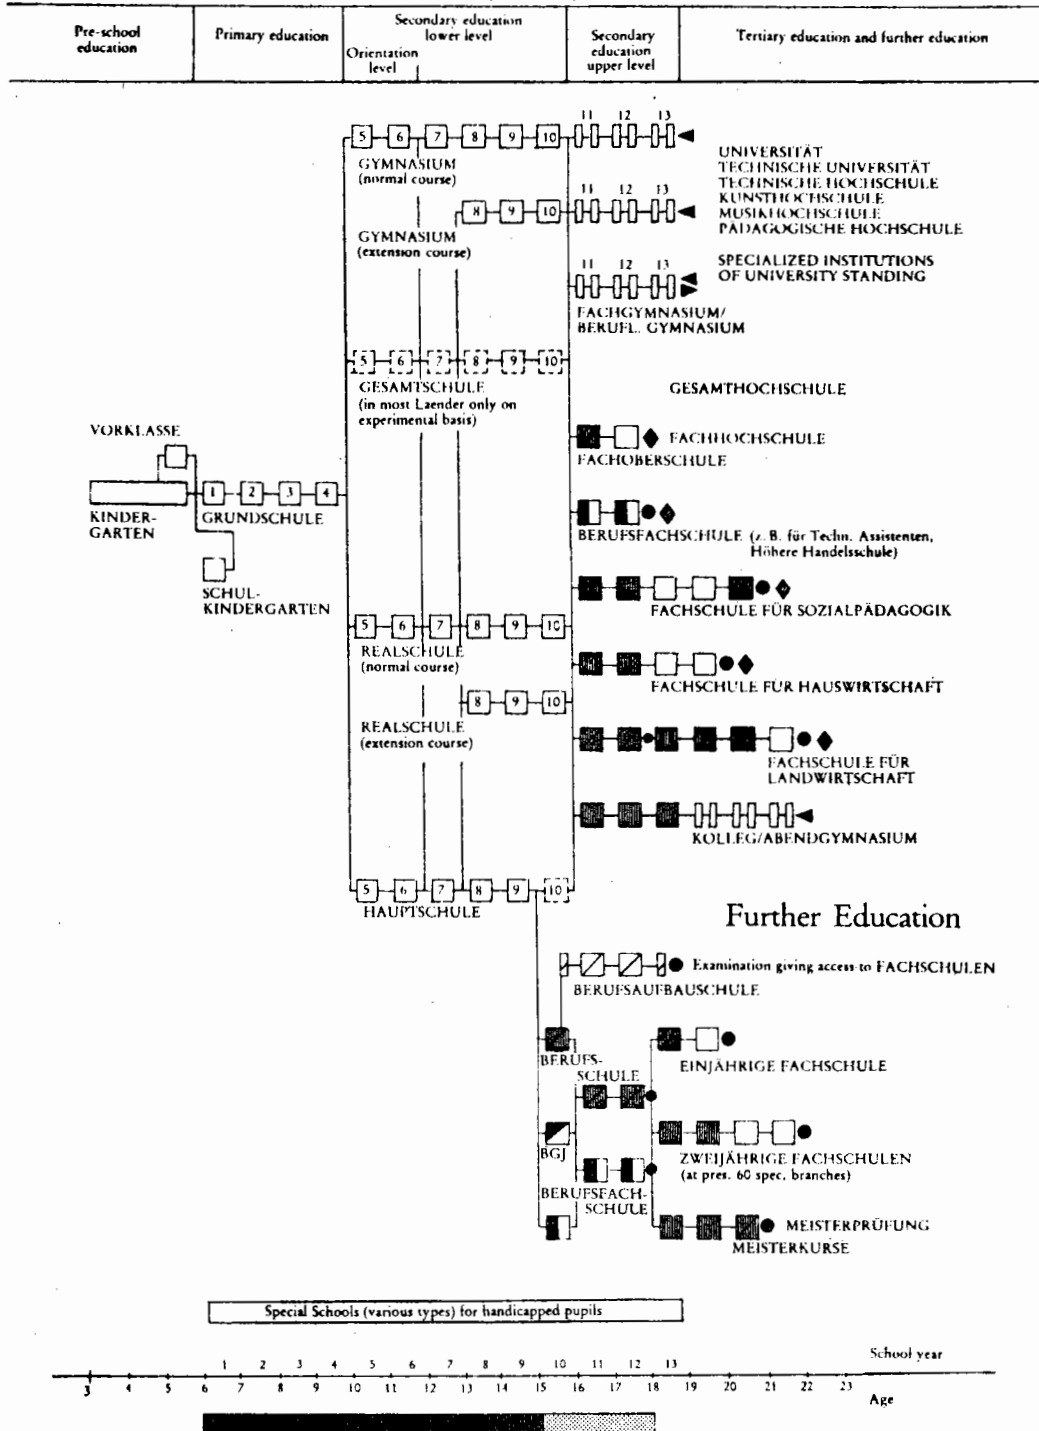 Pre-school
education
Primary education
Secondary education
lower level
Orientation
level
Secondary
education
upper level
Tertiary education and further education
11 12 13
5 6 7 8 9 10
GYMNASIUM
(normal course)
UNIVERSITÄT
TECHNISCHE UNIVERSITÄT
TECHNISCHE HOCHSCHULE
KUNSTHOCHSCHULE
MUSIKHOCHSCHULE
PÄDAGOGISCHE HOCHSCHULE
11 12 13
8 9 10
GYMNASIUM
(extension course)
SPECIALIZED INSTITUTIONS
OF UNIVERSITY STANDING
11 12 13
FACHGYMNASIUM/
BERUFL. GYMNASIUM
5 6 7 8 9 10
GESAMTSCHULE
(in most Laender only on
experimental basis)
GESAMTHOCHSCHULE
VORKLASSE
FACHHOCHSCHULE
FACHOBERSCHULE
1 2 3 4
KINDER-
GARTEN
GRUNDSCHULE
BERUFSFACHSCHULE (z. B. für Techn. Assistenten,
Höhere Handelsschule)
SCHUL-
KINDERGARTEN
FACHSCHULE FÜR SOZIALPÄDAGOGIK
5 6 7 8 9 10
REALSCHULE
(normal course)
FACHSCHULE FÜR HAUSWIRTSCHAFT
8 9 10
REALSCHULE
(extension course)
FACHSCHULE FÜR
LANDWIRTSCHAFT
KOLLEG/ABENDGYMNASIUM
5 6 7 8 9 10
HAUPTSCHULE
Further Education
Examination giving access to FACHSCHULEN
BERUFSAUFBAUSCHULE
BERUFS-
SCHULE
EINJÄHRIGE FACHSCHULE
BGJ
ZWEIJÄHRIGE FACHSCHULEN
(at pres. 60 spec. branches)
BERUFSFACH-
SCHULE
MEISTERPRÜFUNG
MEISTERKURSE
Special Schools (various types) for handicapped pupils
School year
1 2 3 4 5 6 7 8 9 10 11 12 13
3 4 5 6 7 8 9 10 11 12 13 14 15 16 17 18 19 20 21 22 23
Age